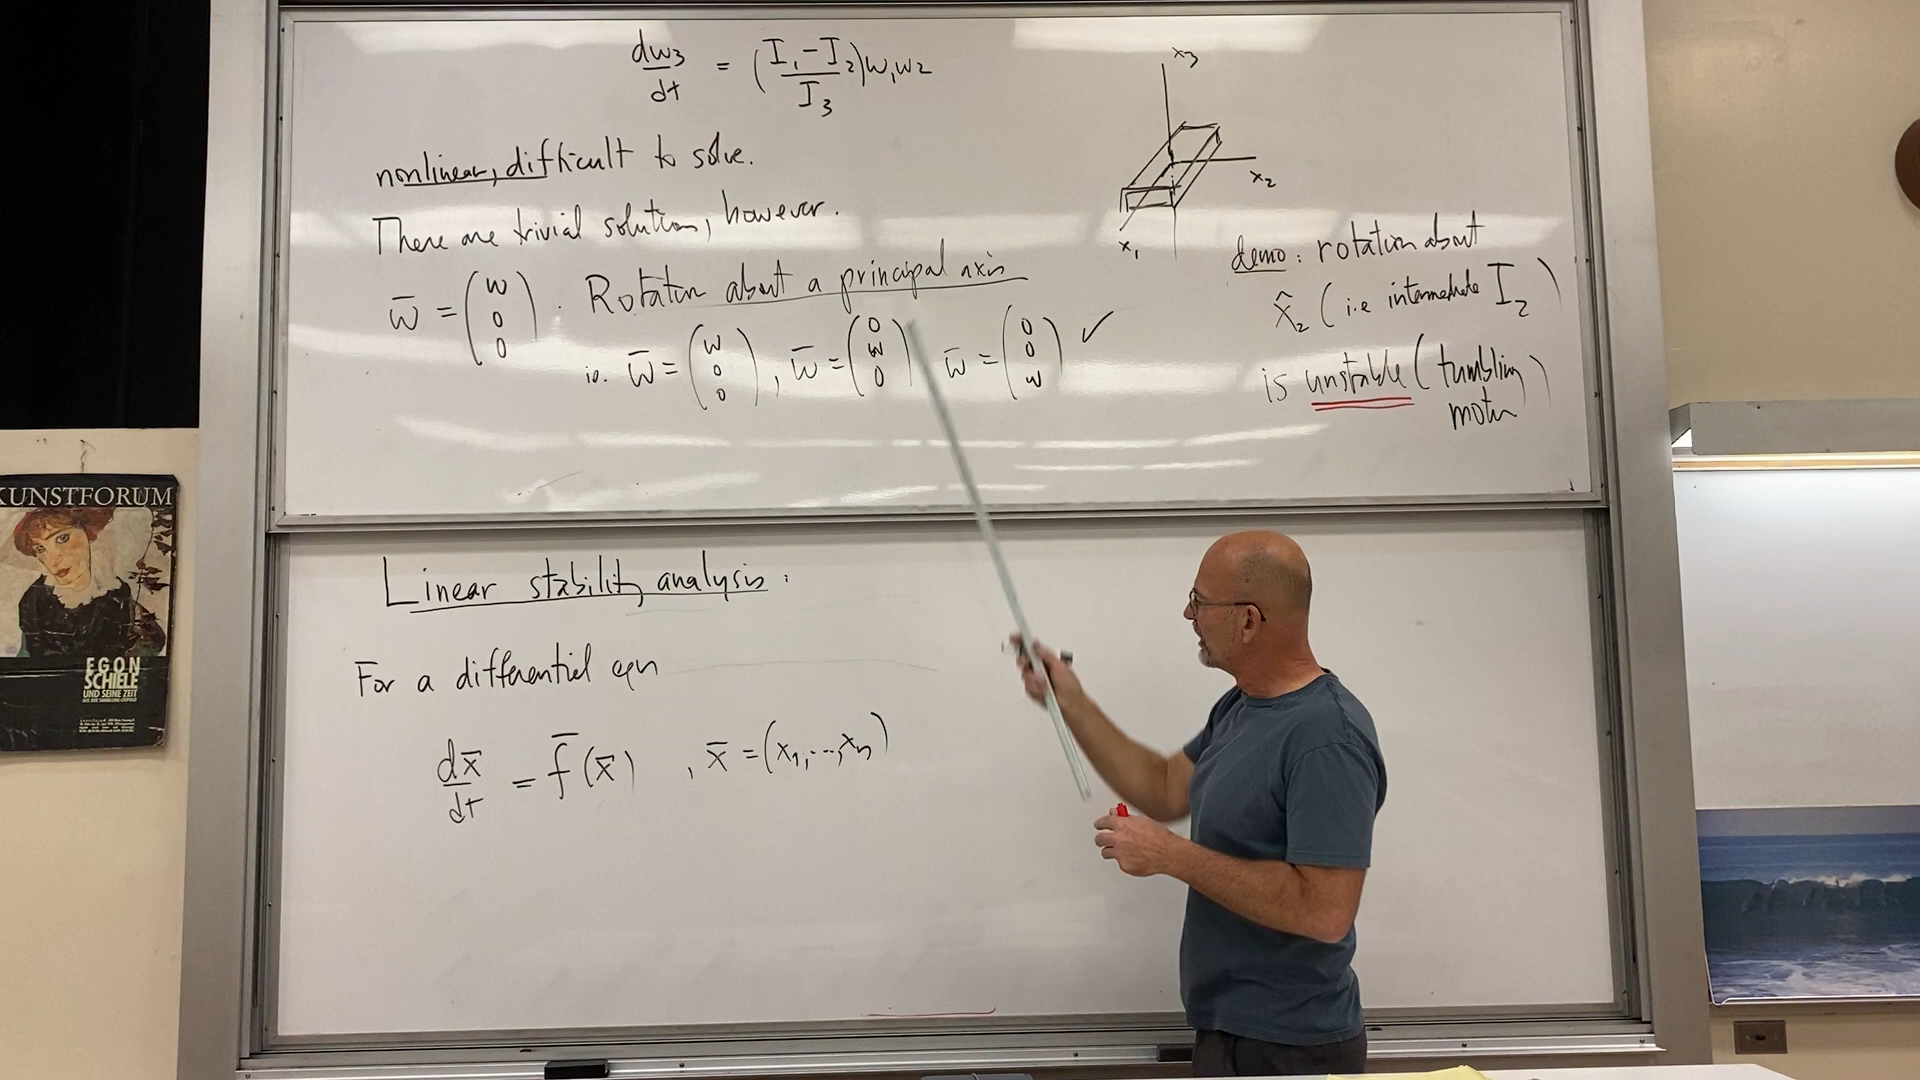 dw3/dt = (I1-I2/I3)w1w2
nonlinear, difficult to solve.
There are trivial solution, however.
w̄ = (w 0 0) . Rotation about a principal axis
i.e. w̄ = (w 0 0), w̄ = (0 w 0) w̄ = (0 0 w) ✓
x3
x2
x1
demo: rotation about
x̂2 (i.e intermediate I2)
is unstable (tumbling
motion)
Linear stability analysis:
For a differential eqn
dx̄/dt = f̄(x̄) , x̄ = (x1,...,xn)
KUNSTFORUM
EGON
SCHIELE
UND SEINE ZEIT